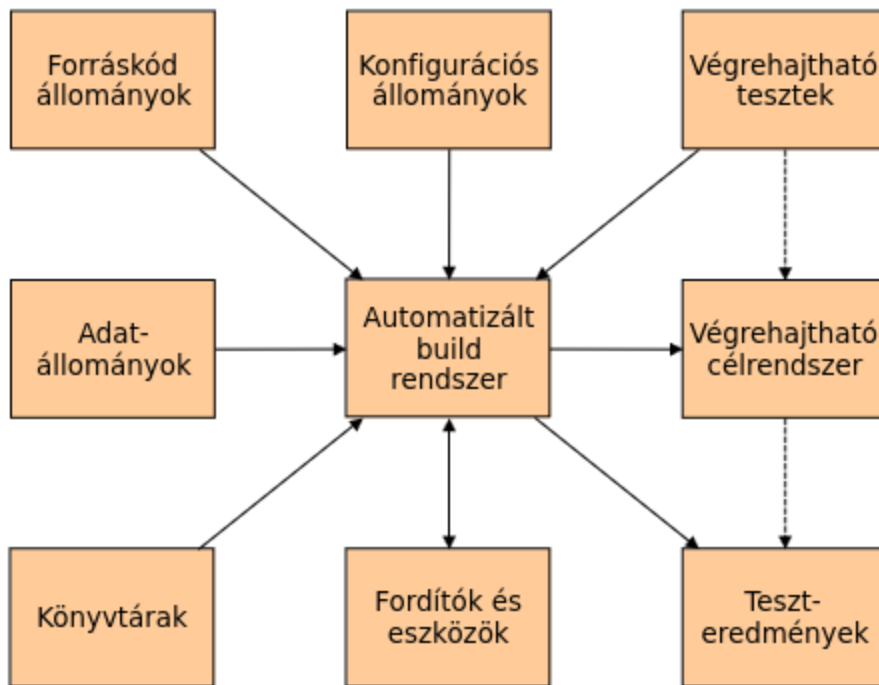 Forráskód
állományok
Konfigurációs
állományok
Végrehajtható
tesztek
Adat-
állományok
Automatizált
build
rendszer
Végrehajtható
célrendszer
Könyvtárak
Fordítók és
eszközök
Teszt-
eredmények